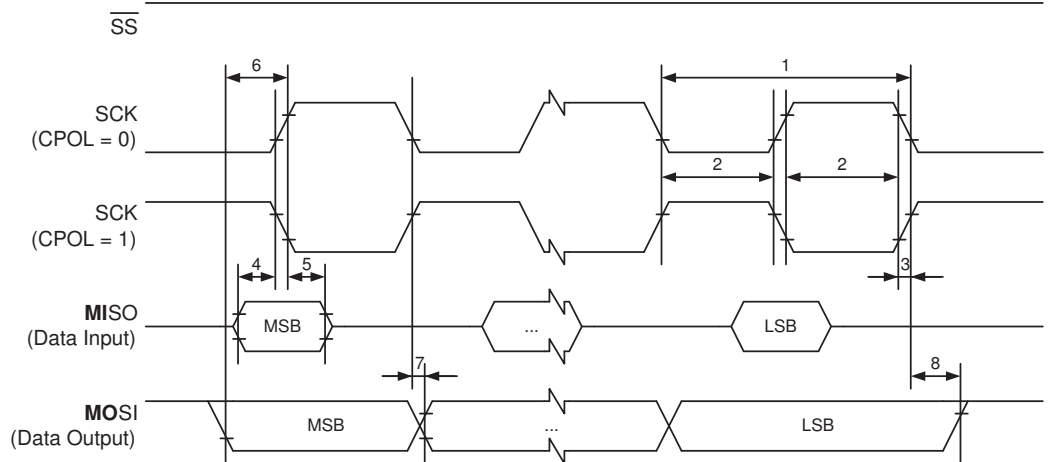 SS
6
1
SCK
(CPOL = 0)
2
2
SCK
(CPOL = 1)
4
5
3
MISO
(Data Input)
MSB
...
LSB
7
8
MOSI
(Data Output)
MSB
...
LSB